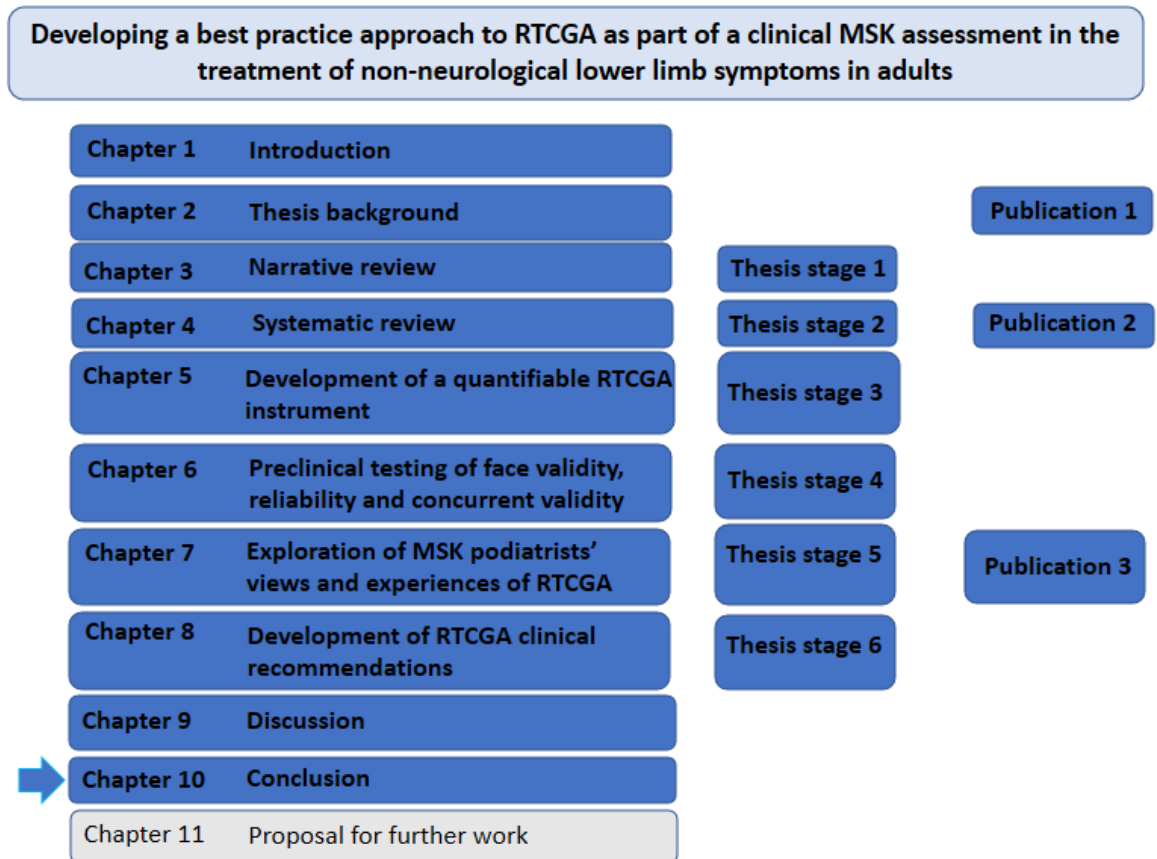 Developing a best practice approach to RTCGA as part of a clinical MSK assessment in the
treatment of non-neurological lower limb symptoms in adults
Chapter 1 Introduction
Chapter 2 Thesis background Publication 1
Chapter 3 Narrative review Thesis stage 1
Chapter 4 Systematic review Thesis stage 2 Publication 2
Chapter 5 Development of a quantifiable RTCGA
instrument
Thesis stage 3
Chapter 6 Preclinical testing of face validity,
reliability and concurrent validity
Thesis stage 4
Chapter 7 Exploration of MSK podiatrists'
views and experiences of RTCGA
Thesis stage 5
Publication 3
Chapter 8 Development of RTCGA clinical
recommendations
Thesis stage 6
Chapter 9 Discussion
Chapter 10 Conclusion
Chapter 11 Proposal for further work